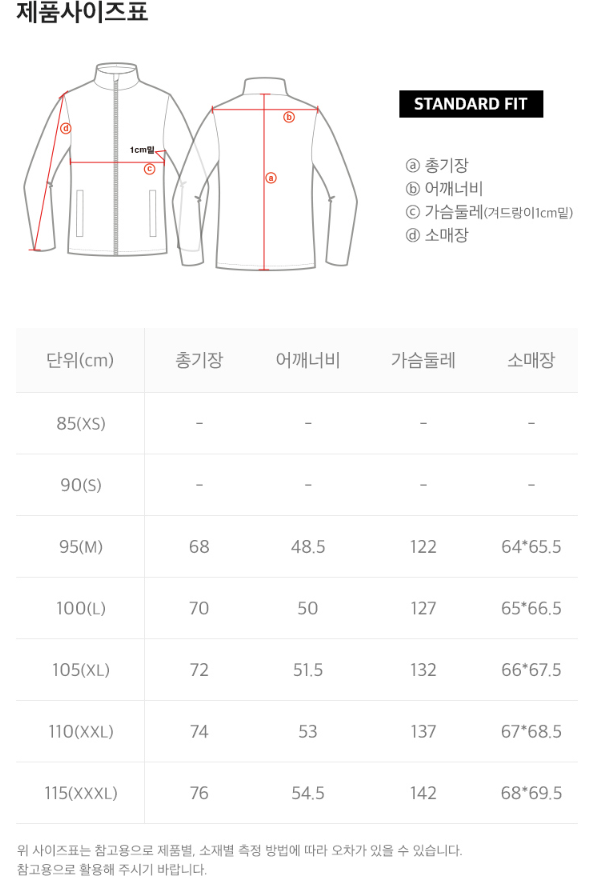 제품사이즈표
ⓓ
1cm밑
ⓒ
ⓑ
ⓐ
STANDARD FIT
ⓐ 총기장
ⓑ 어깨너비
ⓒ 가슴둘레(겨드랑이1cm밑)
ⓓ 소매장
단위(cm) 총기장 어깨너비 가슴둘레 소매장
85(XS) – – – –
90(S) – – – –
95(M) 68 48.5 122 64*65.5
100(L) 70 50 127 65*66.5
105(XL) 72 51.5 132 66*67.5
110(XXL) 74 53 137 67*68.5
115(XXXL) 76 54.5 142 68*69.5
위 사이즈표는 참고용으로 제품별, 소재별 측정 방법에 따라 오차가 있을 수 있습니다.
참고용으로 활용해 주시기 바랍니다.